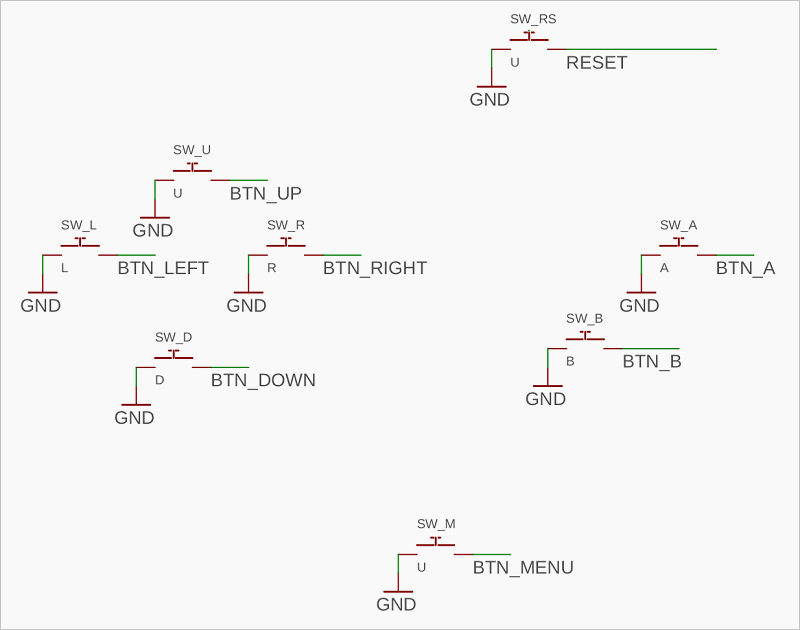 SW_RS
U
RESET
GND
SW_U
U
BTN_UP
GND
SW_L
L
BTN_LEFT
GND
SW_R
R
BTN_RIGHT
GND
SW_A
A
BTN_A
GND
SW_B
B
BTN_B
GND
SW_D
D
BTN_DOWN
GND
SW_M
U
BTN_MENU
GND